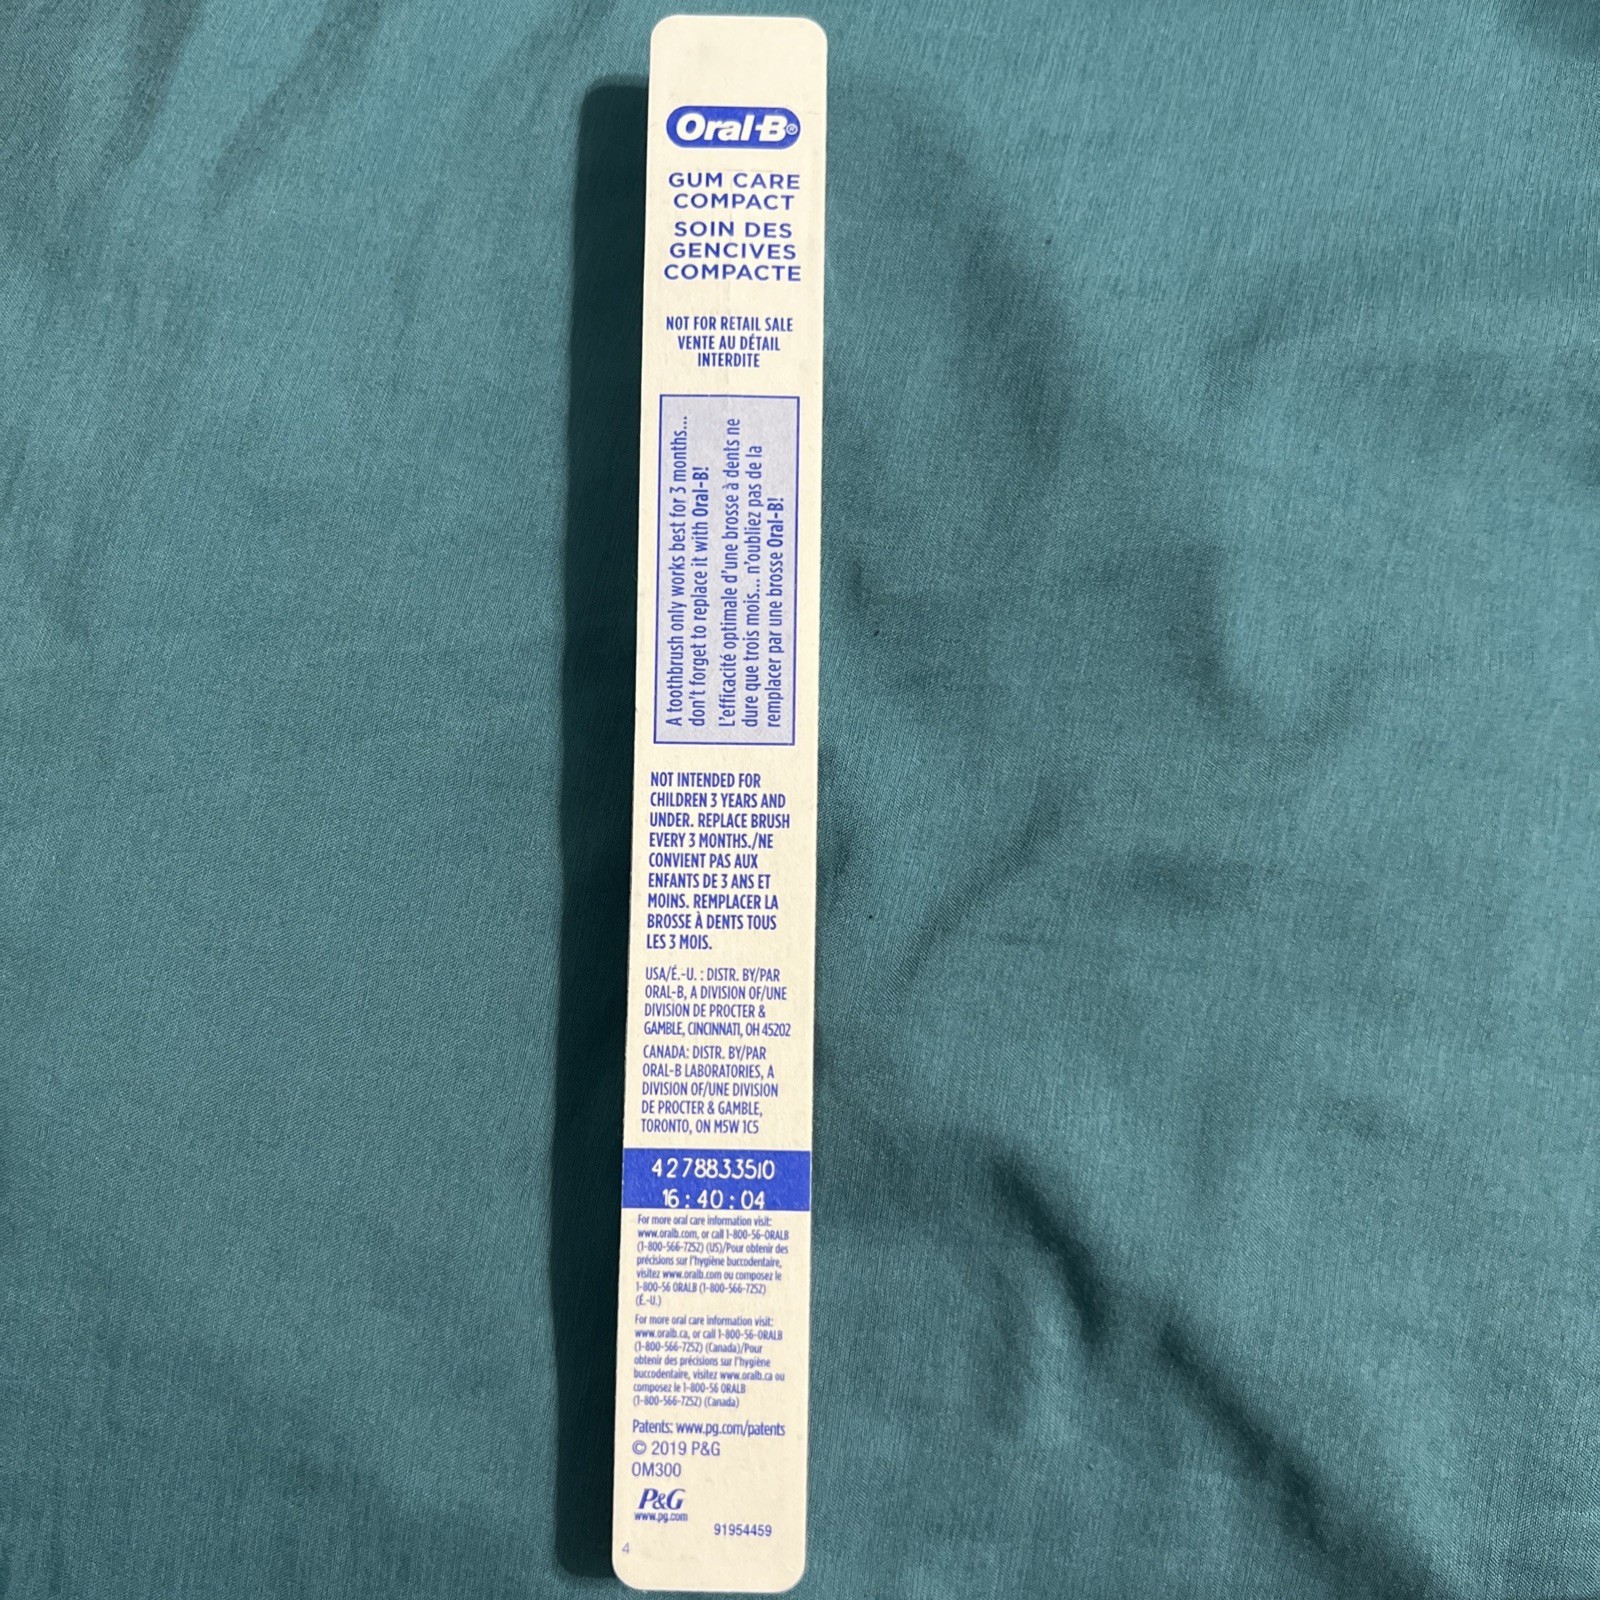 Oral-B®
GUM CARE
COMPACT
SOIN DES
GENCIVES
COMPACTE
NOT FOR RETAIL SALE
VENTE AU DÉTAIL
INTERDITE
A toothbrush only works best for 3 months...
don't forget to replace it with Oral-B!
L'efficacité optimale d'une brosse à dents ne
dure que trois mois... n'oubliez pas de la
remplacer par une brosse Oral-B!
NOT INTENDED FOR
CHILDREN 3 YEARS AND
UNDER. REPLACE BRUSH
EVERY 3 MONTHS./NE
CONVIENT PAS AUX
ENFANTS DE 3 ANS ET
MOINS. REMPLACER LA
BROSSE À DENTS TOUS
LES 3 MOIS.
USA/É.-U. : DISTR. BY/PAR
ORAL-B, A DIVISION OF/UNE
DIVISION DE PROCTER &
GAMBLE, CINCINNATI, OH 45202
CANADA: DISTR. BY/PAR
ORAL-B LABORATORIES, A
DIVISION OF/UNE DIVISION
DE PROCTER & GAMBLE,
TORONTO, ON M5W 1C5
4278833510
16:40:04
For more oral care information visit:
www.oralb.com, or call 1-800-56-ORALB
(1-800-566-7252) (US)/Pour obtenir des
précisions sur l'hygiène buccodentaire,
visitez www.oralb.com ou composez le
1-800-56 ORALB (1-800-566-7252)
(É.-U.)
For more oral care information visit:
www.oralb.ca, or call 1-800-56-ORALB
(1-800-566-7252) (Canada)/Pour
obtenir des précisions sur l'hygiène
buccodentaire, visitez www.oralb.ca ou
composez le 1-800-56 ORALB
(1-800-566-7252) (Canada)
Patents: www.pg.com/patents
© 2019 P&G
OM300
P&G
www.pg.com
91954459
4